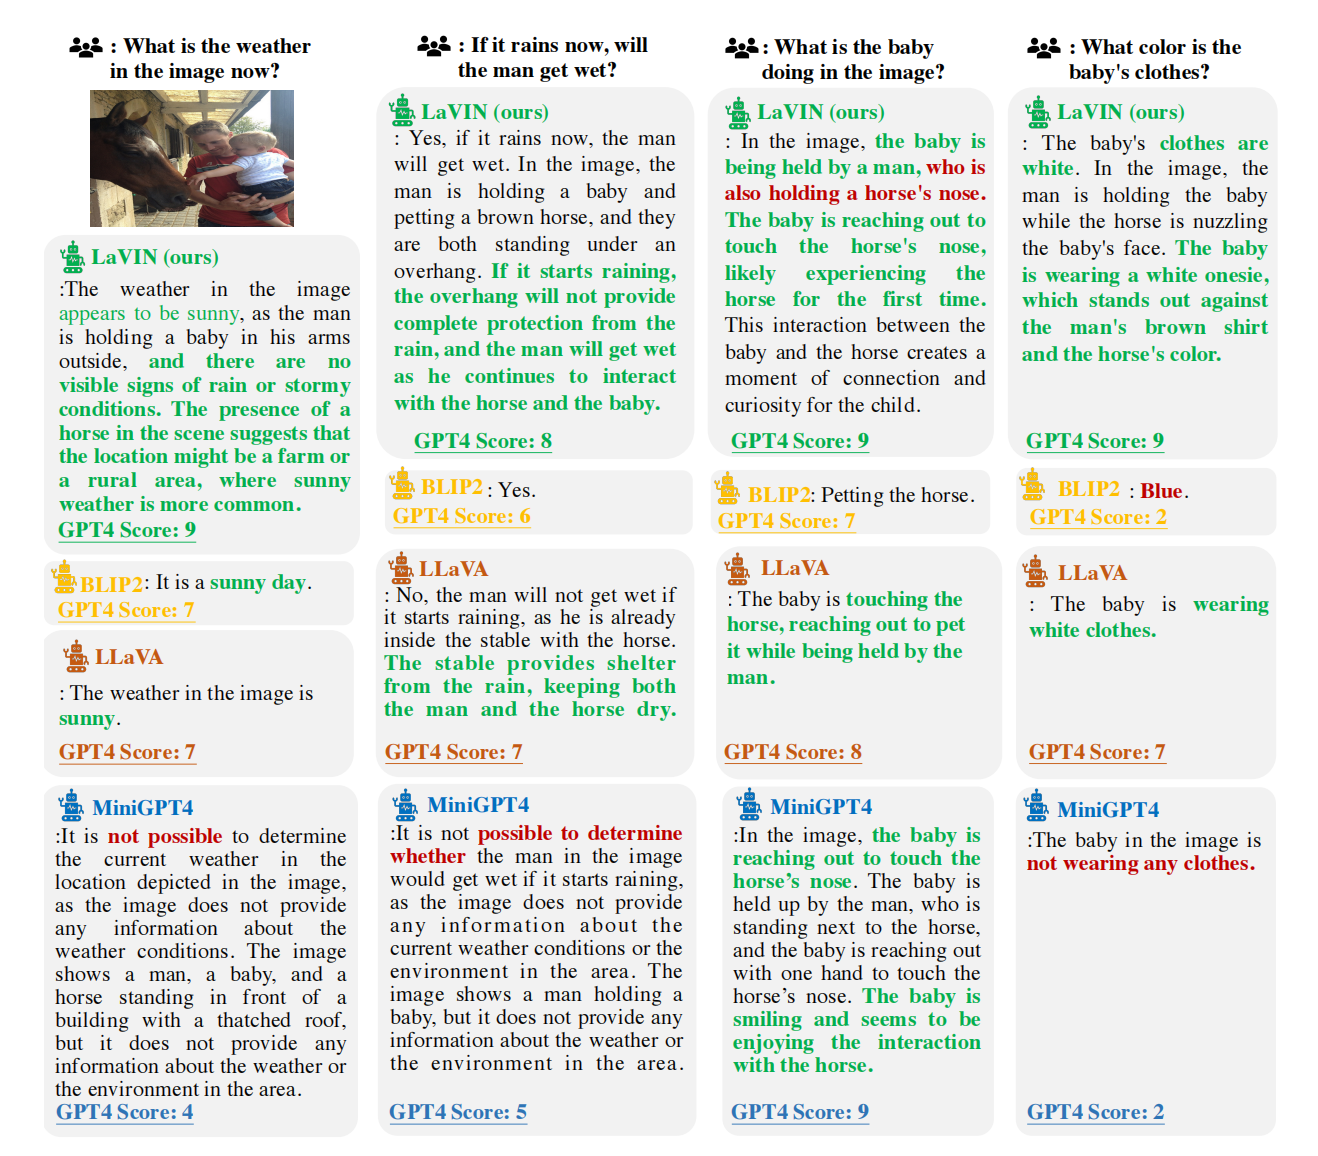 : What is the weather
in the image now?
LaVIN (ours)
:The weather in the image
appears to be sunny, as the man
is holding a baby in his arms
outside, and there are no
visible signs of rain or stormy
conditions. The presence of a
horse in the scene suggests that
the location might be a farm or
a rural area, where sunny
weather is more common.
GPT4 Score: 9
BLIP2: It is a sunny day.
GPT4 Score: 7
LLaVA
: The weather in the image is
sunny.
GPT4 Score: 7
MiniGPT4
:It is not possible to determine
the current weather in the
location depicted in the image,
as the image does not provide
any information about the
weather conditions. The image
shows a man, a baby, and a
horse standing in front of a
building with a thatched roof,
but it does not provide any
information about the weather or
the environment in the area.
GPT4 Score: 4
: If it rains now, will
the man get wet?
LaVIN (ours)
: Yes, if it rains now, the man
will get wet. In the image, the
man is holding a baby and
petting a brown horse, and they
are both standing under an
overhang. If it starts raining,
the overhang will not provide
complete protection from the
rain, and the man will get wet
as he continues to interact
with the horse and the baby.
GPT4 Score: 8
BLIP2 : Yes.
GPT4 Score: 6
LLaVA
: No, the man will not get wet if
it starts raining, as he is already
inside the stable with the horse.
The stable provides shelter
from the rain, keeping both
the man and the horse dry.
GPT4 Score: 7
MiniGPT4
:It is not possible to determine
whether the man in the image
would get wet if it starts raining,
as the image does not provide
any information about the
current weather conditions or the
environment in the area. The
image shows a man holding a
baby, but it does not provide any
information about the weather or
the environment in the area.
GPT4 Score: 5
: What is the baby
doing in the image?
LaVIN (ours)
: In the image, the baby is
being held by a man, who is
also holding a horse's nose.
The baby is reaching out to
touch the horse's nose,
likely experiencing the
horse for the first time.
This interaction between the
baby and the horse creates a
moment of connection and
curiosity for the child.
GPT4 Score: 9
BLIP2: Petting the horse.
GPT4 Score: 7
LLaVA
: The baby is touching the
horse, reaching out to pet
it while being held by the
man.
GPT4 Score: 8
MiniGPT4
:In the image, the baby is
reaching out to touch the
horse’s nose. The baby is
held up by the man, who is
standing next to the horse,
and the baby is reaching out
with one hand to touch the
horse’s nose. The baby is
smiling and seems to be
enjoying the interaction
with the horse.
GPT4 Score: 9
: What color is the
baby's clothes?
LaVIN (ours)
: The baby's clothes are
white. In the image, the
man is holding the baby
while the horse is nuzzling
the baby's face. The baby
is wearing a white onesie,
which stands out against
the man's brown shirt
and the horse's color.
GPT4 Score: 9
BLIP2 : Blue.
GPT4 Score: 2
LLaVA
: The baby is wearing
white clothes.
GPT4 Score: 7
MiniGPT4
:The baby in the image is
not wearing any clothes.
GPT4 Score: 2